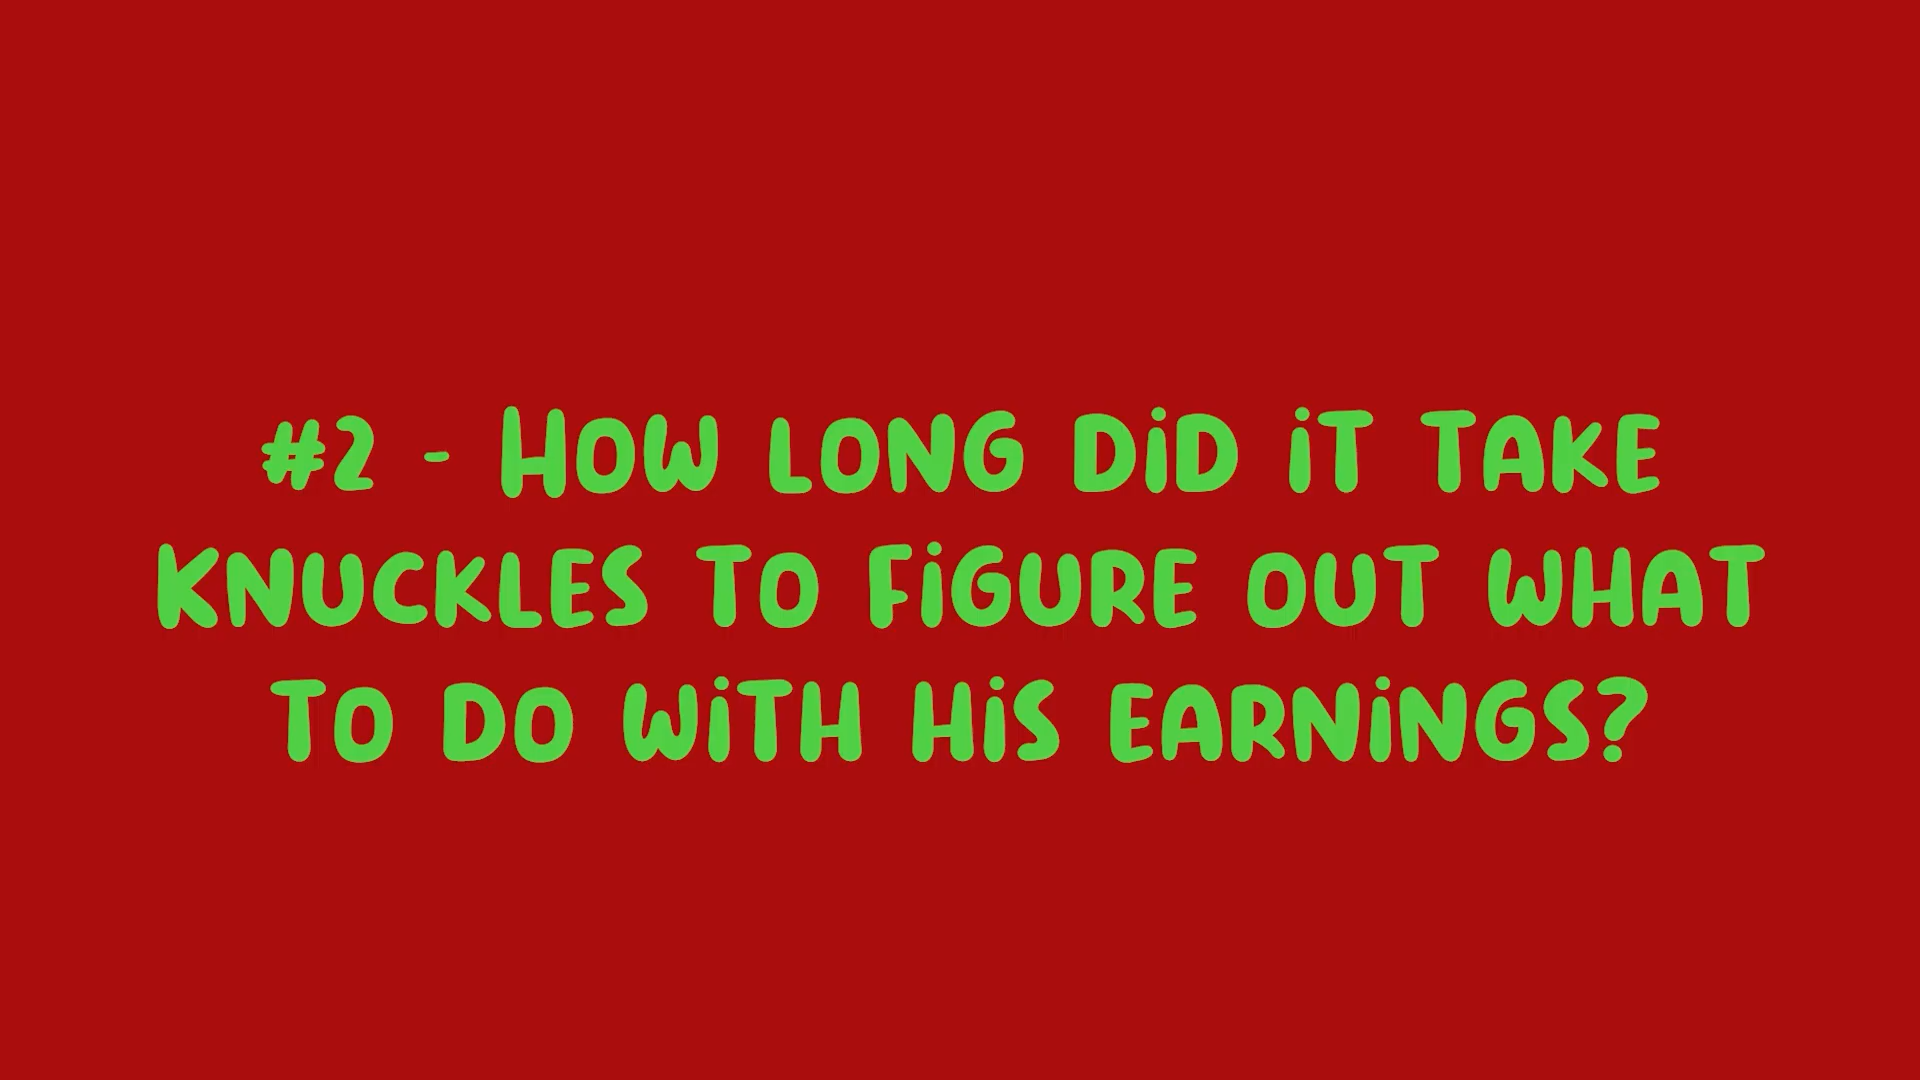 #2 - How long did it take
Knuckles to figure out what
to do with his earnings?